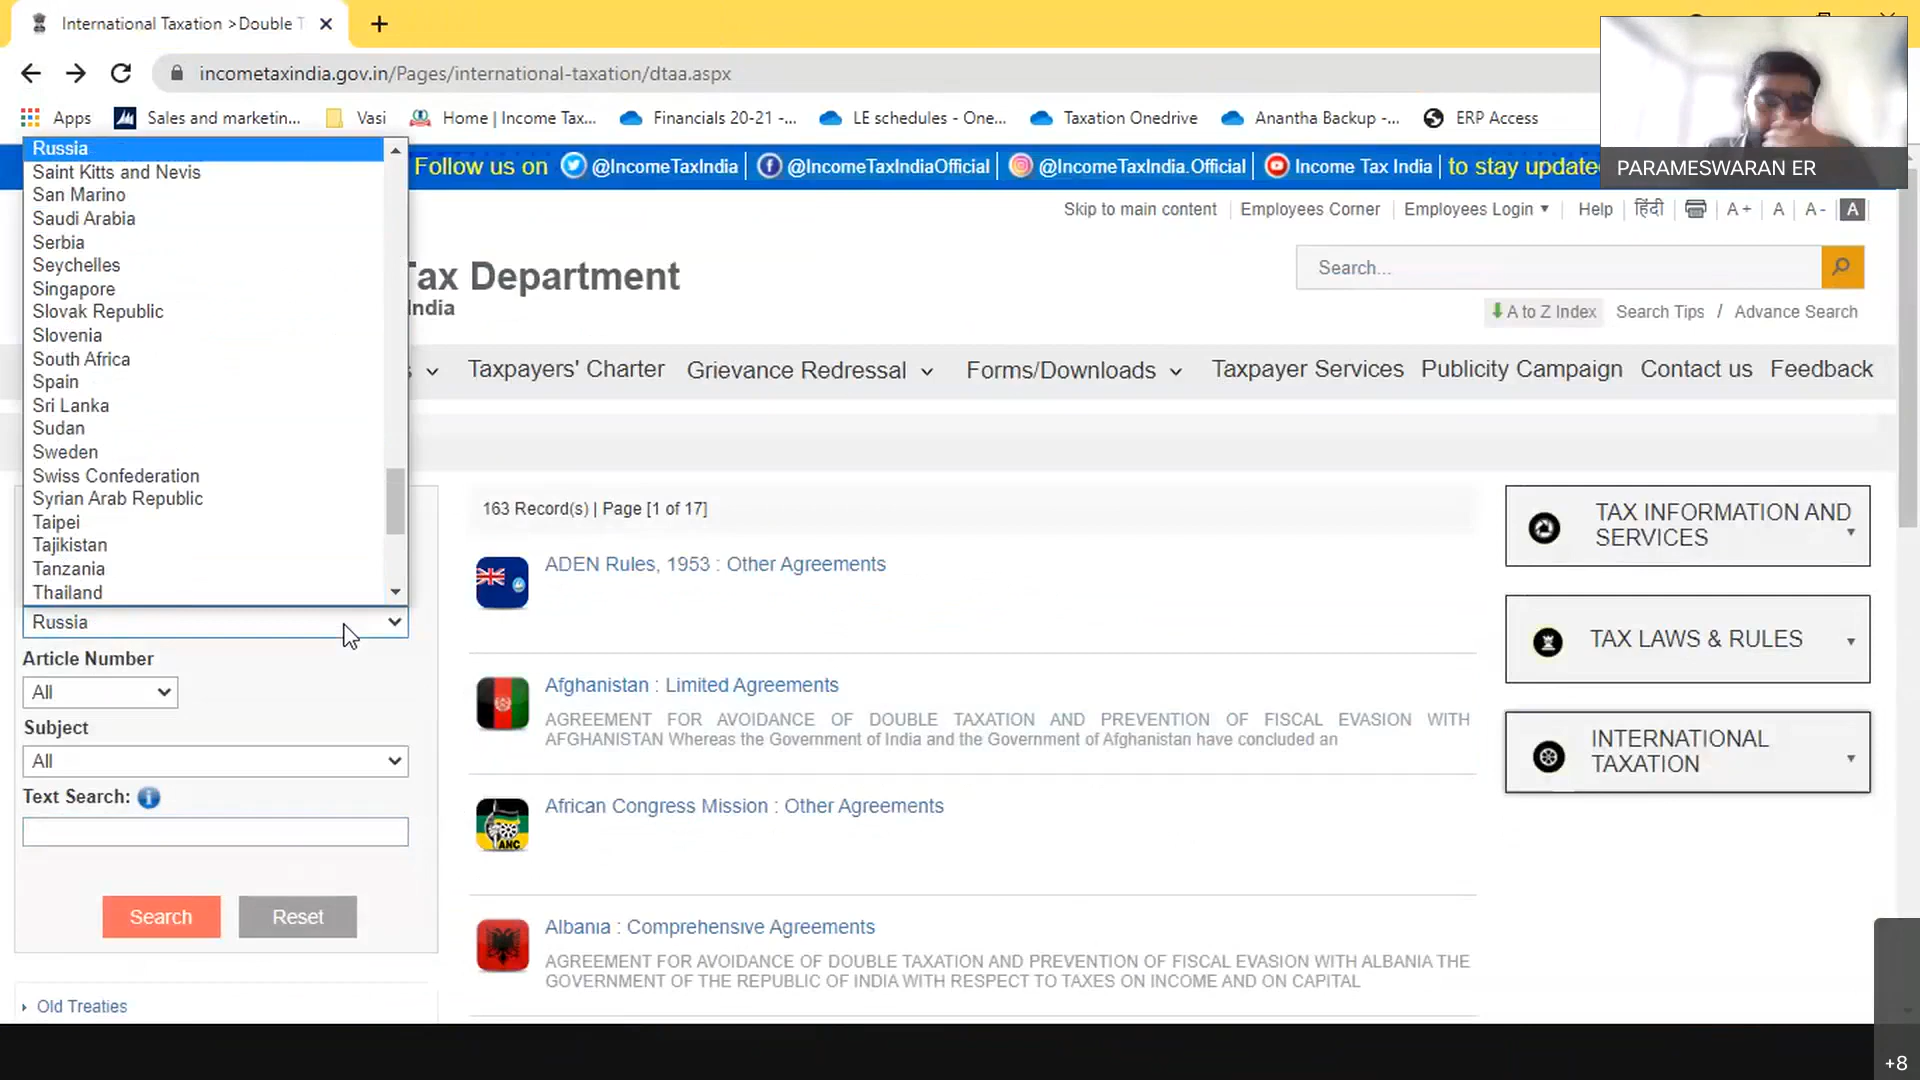 International Taxation >Double T
incometaxindia.gov.in/Pages/international-taxation/dtaa.aspx
Apps
Sales and marketin...
Vasi
Home | Income Tax...
Financials 20-21 -...
LE schedules - One...
Taxation Onedrive
Anantha Backup -...
ERP Access
PARAMESWARAN ER
Follow us on @IncomeTaxIndia | @IncomeTaxIndiaOfficial | @IncomeTaxIndia.Official | Income Tax India | to stay update
Skip to main content
Employees Corner
Employees Login
Help
हिंदी
A+
A
A-
A
Tax Department
India
Search...
A to Z Index
Search Tips / Advance Search
s
Taxpayers' Charter
Grievance Redressal
Forms/Downloads
Taxpayer Services
Publicity Campaign
Contact us
Feedback
Russia
Saint Kitts and Nevis
San Marino
Saudi Arabia
Serbia
Seychelles
Singapore
Slovak Republic
Slovenia
South Africa
Spain
Sri Lanka
Sudan
Sweden
Swiss Confederation
Syrian Arab Republic
Taipei
Tajikistan
Tanzania
Thailand
Russia
Article Number
All
Subject
All
Text Search:
Search
Reset
Old Treaties
163 Record(s) | Page [1 of 17]
ADEN Rules, 1953 : Other Agreements
Afghanistan : Limited Agreements
AGREEMENT FOR AVOIDANCE OF DOUBLE TAXATION AND PREVENTION OF FISCAL EVASION WITH
AFGHANISTAN Whereas the Government of India and the Government of Afghanistan have concluded an
African Congress Mission : Other Agreements
ANC
Albania : Comprehensive Agreements
AGREEMENT FOR AVOIDANCE OF DOUBLE TAXATION AND PREVENTION OF FISCAL EVASION WITH ALBANIA THE
GOVERNMENT OF THE REPUBLIC OF INDIA WITH RESPECT TO TAXES ON INCOME AND ON CAPITAL
TAX INFORMATION AND
SERVICES
TAX LAWS & RULES
INTERNATIONAL
TAXATION
+8